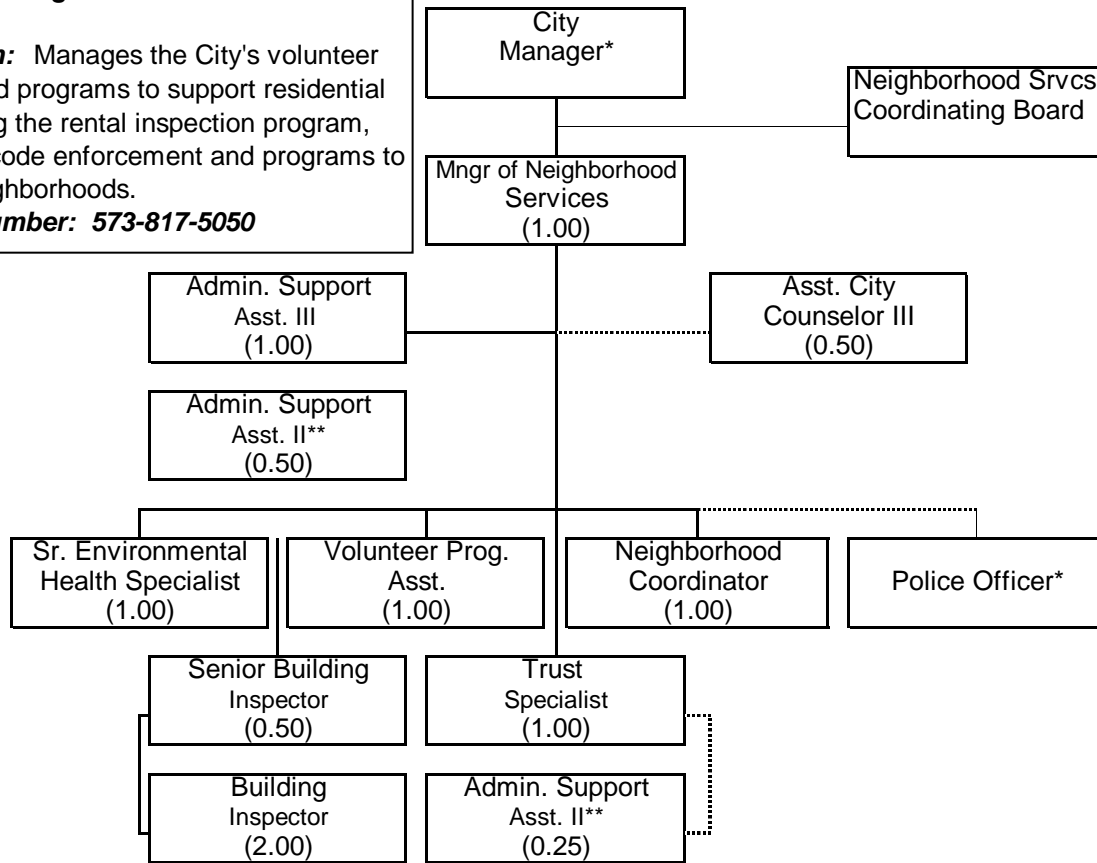 m: Manages the City's volunteer
d programs to support residential
g the rental inspection program,
code enforcement and programs to
ghborhoods.
umber: 573-817-5050
City
Manager*
Neighborhood Srvcs
Coordinating Board
Mngr of Neighborhood
Services
(1.00)
Admin. Support
Asst. III
(1.00)
Asst. City
Counselor III
(0.50)
Admin. Support
Asst. II**
(0.50)
Sr. Environmental
Health Specialist
(1.00)
Volunteer Prog.
Asst.
(1.00)
Neighborhood
Coordinator
(1.00)
Police Officer*
Senior Building
Inspector
(0.50)
Trust
Specialist
(1.00)
Building
Inspector
(2.00)
Admin. Support
Asst. II**
(0.25)